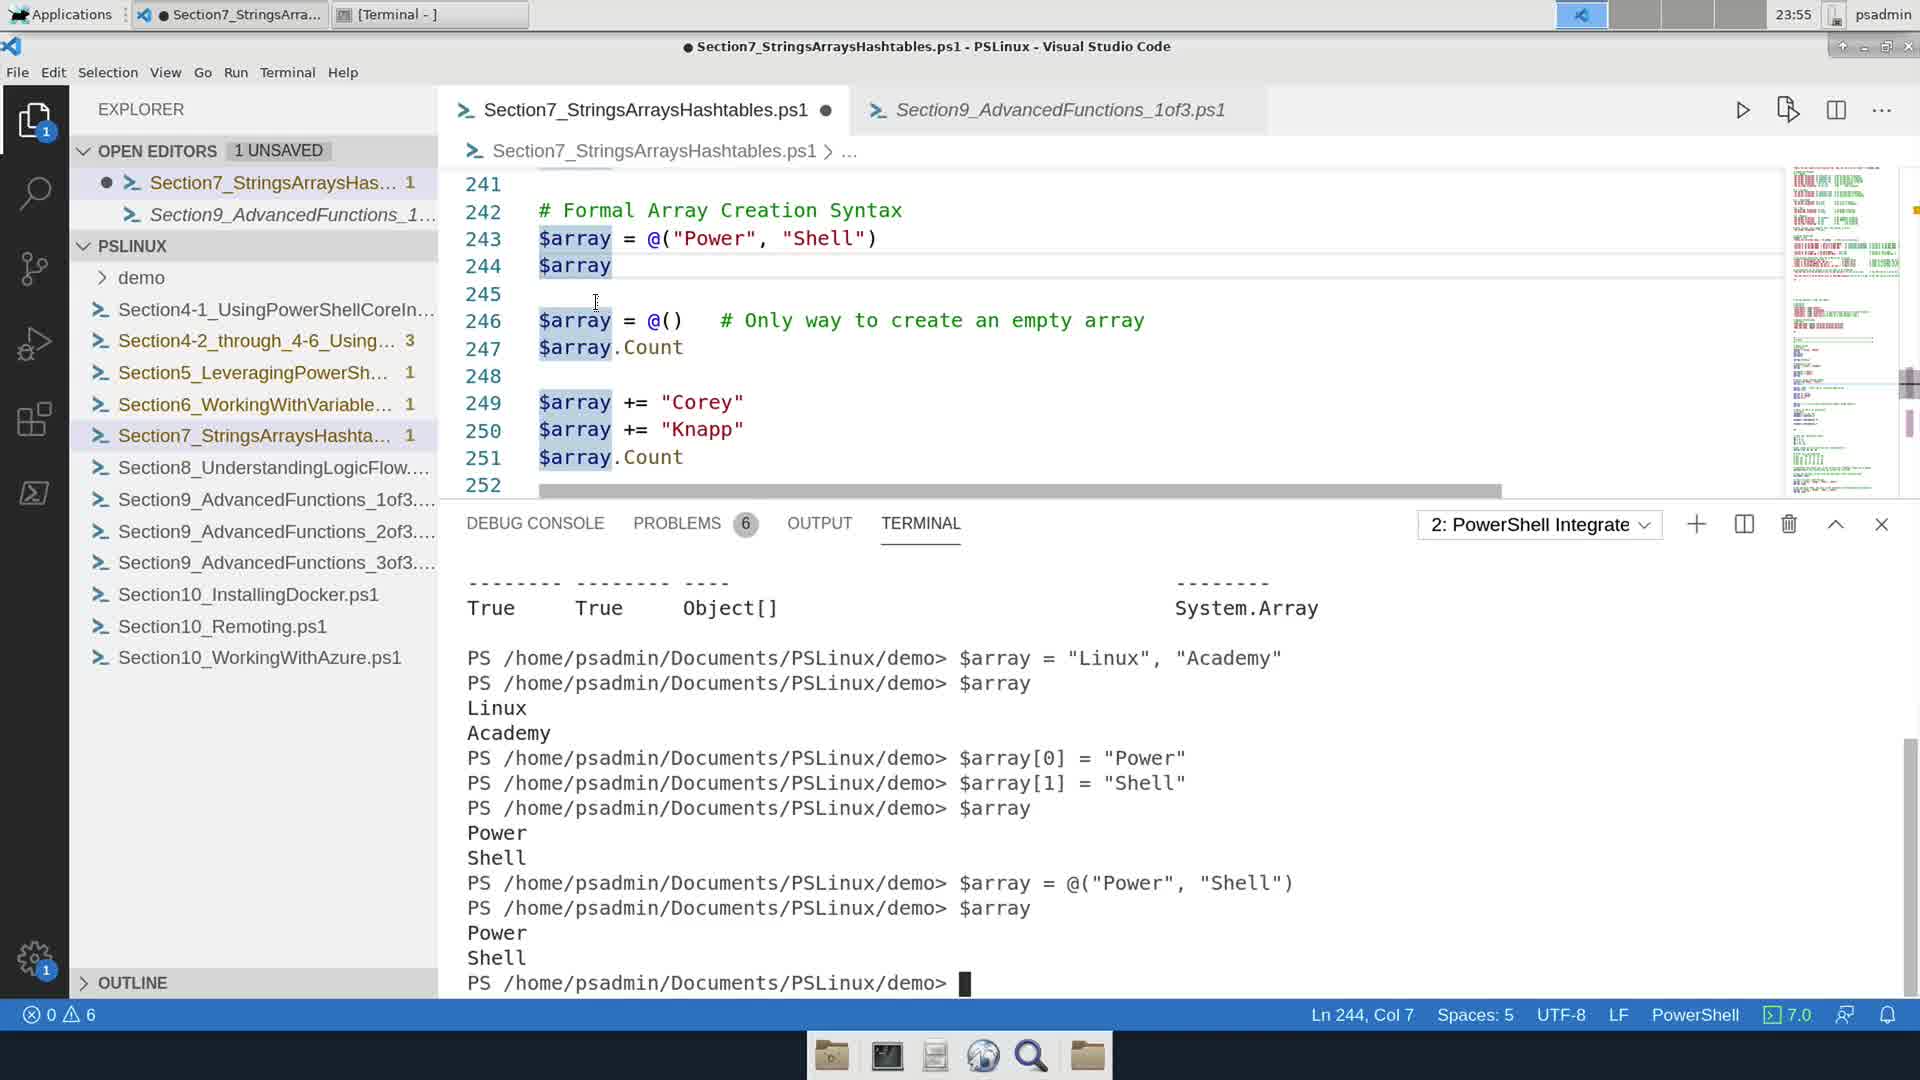 Applications
● Section7_StringsArra...
[Terminal - ]
23:55
psadmin
● Section7_StringsArraysHashtables.ps1 - PSLinux - Visual Studio Code
File Edit Selection View Go Run Terminal Help
EXPLORER
OPEN EDITORS 1 UNSAVED
● Section7_StringsArraysHas... 1
Section9_AdvancedFunctions_1...
PSLINUX
demo
Section4-1_UsingPowerShellCoreIn...
Section4-2_through_4-6_Using... 3
Section5_LeveragingPowerSh... 1
Section6_WorkingWithVariable... 1
Section7_StringsArraysHashta... 1
Section8_UnderstandingLogicFlow....
Section9_AdvancedFunctions_1of3....
Section9_AdvancedFunctions_2of3....
Section9_AdvancedFunctions_3of3....
Section10_InstallingDocker.ps1
Section10_Remoting.ps1
Section10_WorkingWithAzure.ps1
OUTLINE
1
1
Section7_StringsArraysHashtables.ps1 ●
Section9_AdvancedFunctions_1of3.ps1
Section7_StringsArraysHashtables.ps1 > ...
241
242 # Formal Array Creation Syntax
243 $array = @("Power", "Shell")
244 $array
245
246 $array = @() # Only way to create an empty array
247 $array.Count
248
249 $array += "Corey"
250 $array += "Knapp"
251 $array.Count
252
DEBUG CONSOLE PROBLEMS 6 OUTPUT TERMINAL 2: PowerShell Integrate
-------- -------- ---- --------
True True Object[] System.Array
PS /home/psadmin/Documents/PSLinux/demo> $array = "Linux", "Academy"
PS /home/psadmin/Documents/PSLinux/demo> $array
Linux
Academy
PS /home/psadmin/Documents/PSLinux/demo> $array[0] = "Power"
PS /home/psadmin/Documents/PSLinux/demo> $array[1] = "Shell"
PS /home/psadmin/Documents/PSLinux/demo> $array
Power
Shell
PS /home/psadmin/Documents/PSLinux/demo> $array = @("Power", "Shell")
PS /home/psadmin/Documents/PSLinux/demo> $array
Power
Shell
PS /home/psadmin/Documents/PSLinux/demo>
0 6
Ln 244, Col 7 Spaces: 5 UTF-8 LF PowerShell 7.0